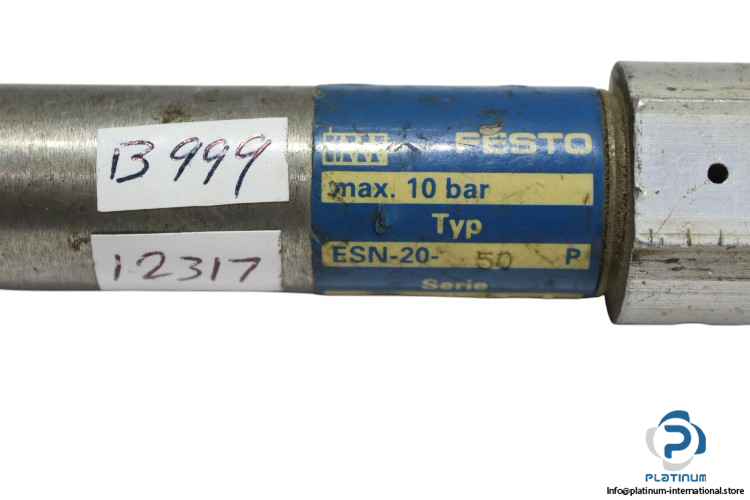 B999
12317
FESTO
max. 10 bar
Typ
ESN-20- 50 P
Serie
PLATINUM
Info@platinum-international.store